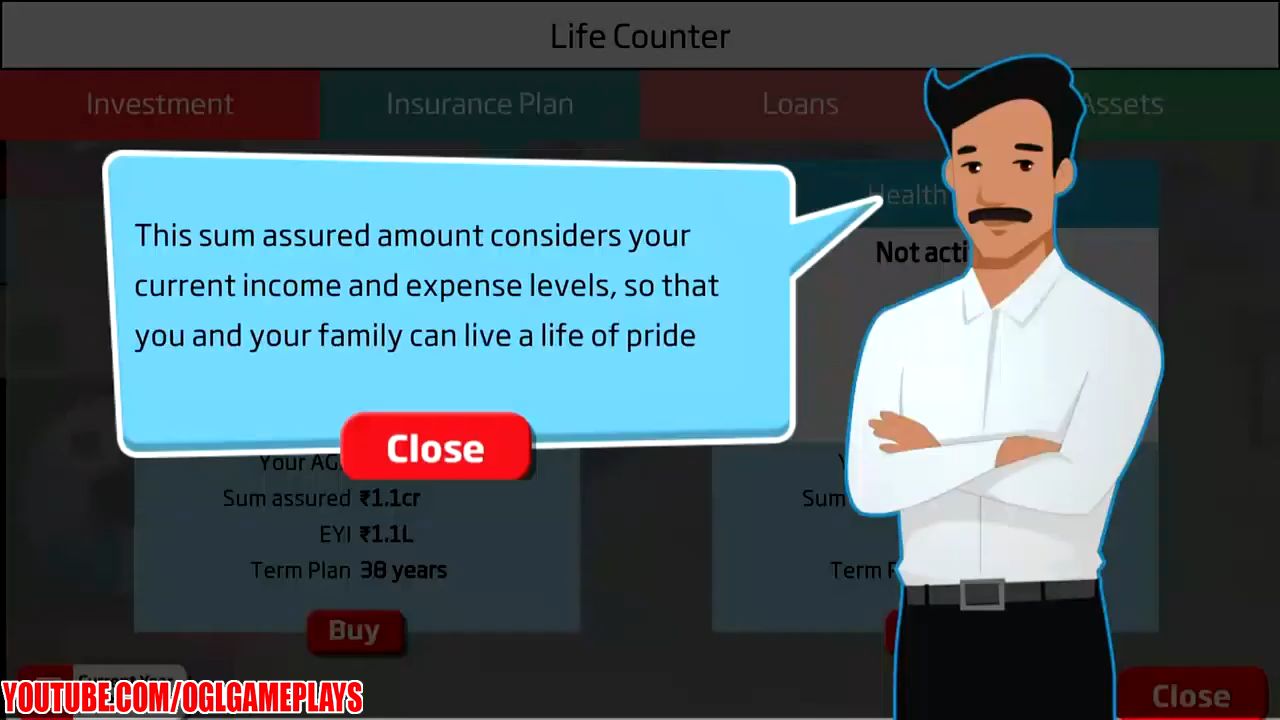 Life Counter
Investment
Insurance Plan
Loans
Assets
Health
Not acti
This sum assured amount considers your
current income and expense levels, so that
you and your family can live a life of pride
Close
Your AG
Sum assured ₹1.1cr
EYI ₹1.1L
Term Plan 38 years
Buy
Sum
Term P
Current Year
YOUTUBE.COM/OGLGAMEPLAYS
Close